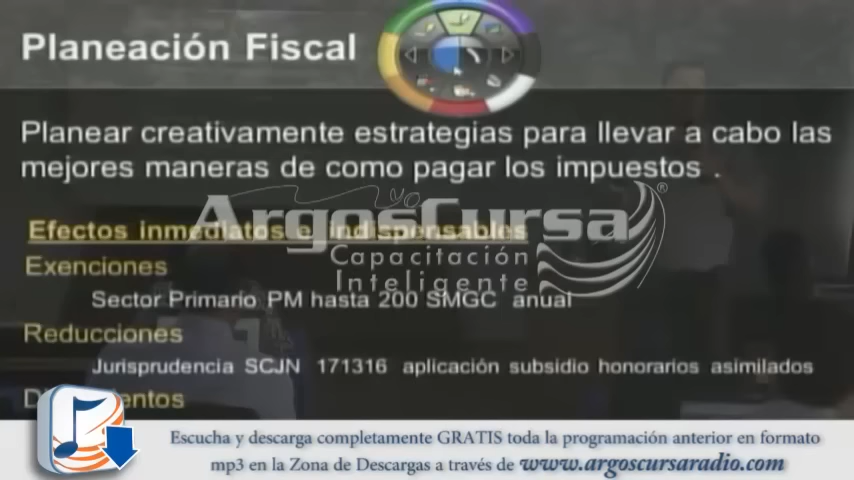 Planeación Fiscal
Planear creativamente estrategias para llevar a cabo las
mejores maneras de como pagar los impuestos .
ArgosCursa®
Efectos inmediatos e indispensables
Capacitación
Exenciones
Inteligente
Sector Primario PM hasta 200 SMGC anual
Reducciones
Jurisprudencia SCJN 171316 aplicación subsidio honorarios asimilados
Escucha y descarga completamente GRATIS toda la programación anterior en formato
mp3 en la Zona de Descargas a través de www.argoscursaradio.com